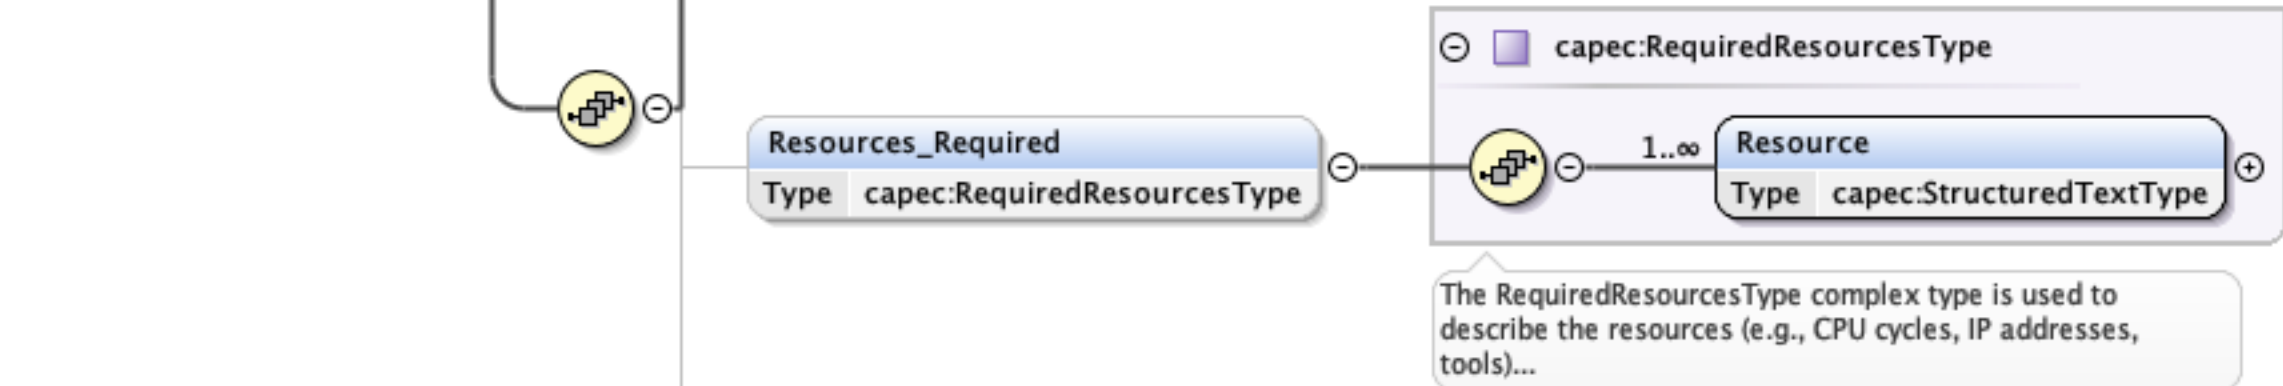 capec:RequiredResourcesType
Resources_Required
Type capec:RequiredResourcesType
1..∞
Resource
Type capec:StructuredTextType
The RequiredResourcesType complex type is used to
describe the resources (e.g., CPU cycles, IP addresses,
tools)...